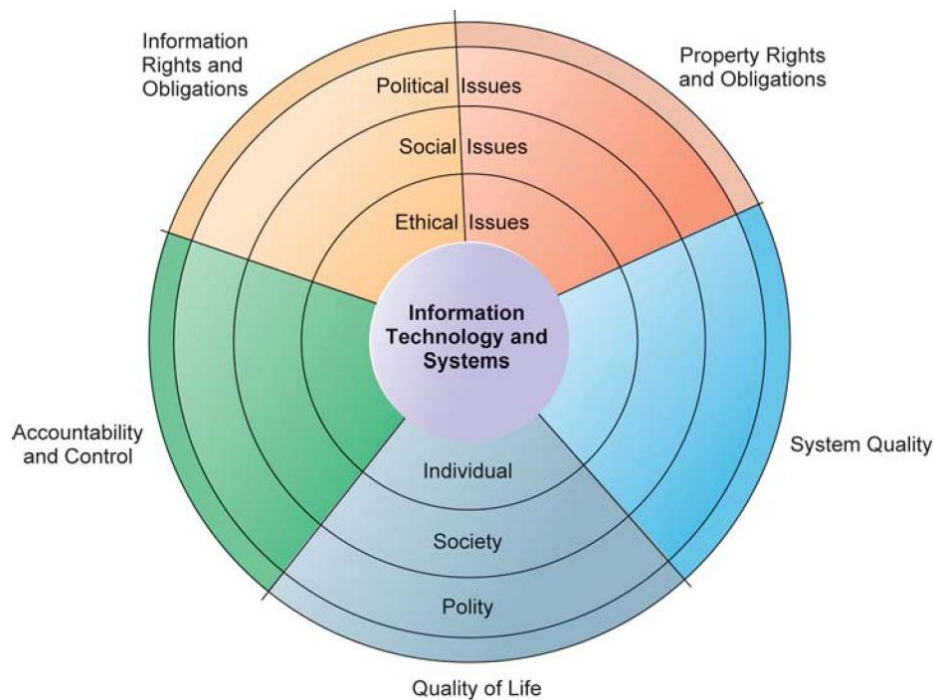 Information
Rights and
Obligations
Property Rights
and Obligations
Political Issues
Social Issues
Ethical Issues
Information
Technology and
Systems
Accountability
and Control
System Quality
Individual
Society
Polity
Quality of Life